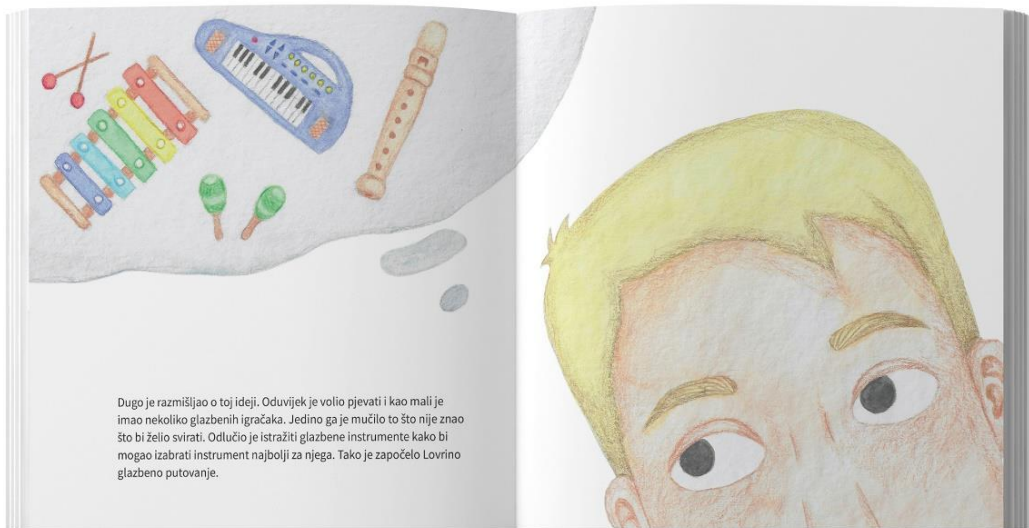 Dugo je razmišljao o toj ideji. Oduvijek je volio pjevati i kao mali je
imao nekoliko glazbenih igračaka. Jedino ga je mučilo to što nije znao
što bi želio svirati. Odlučio je istražiti glazbene instrumente kako bi
mogao izabrati instrument najbolji za njega. Tako je započelo Lovrino
glazbeno putovanje.